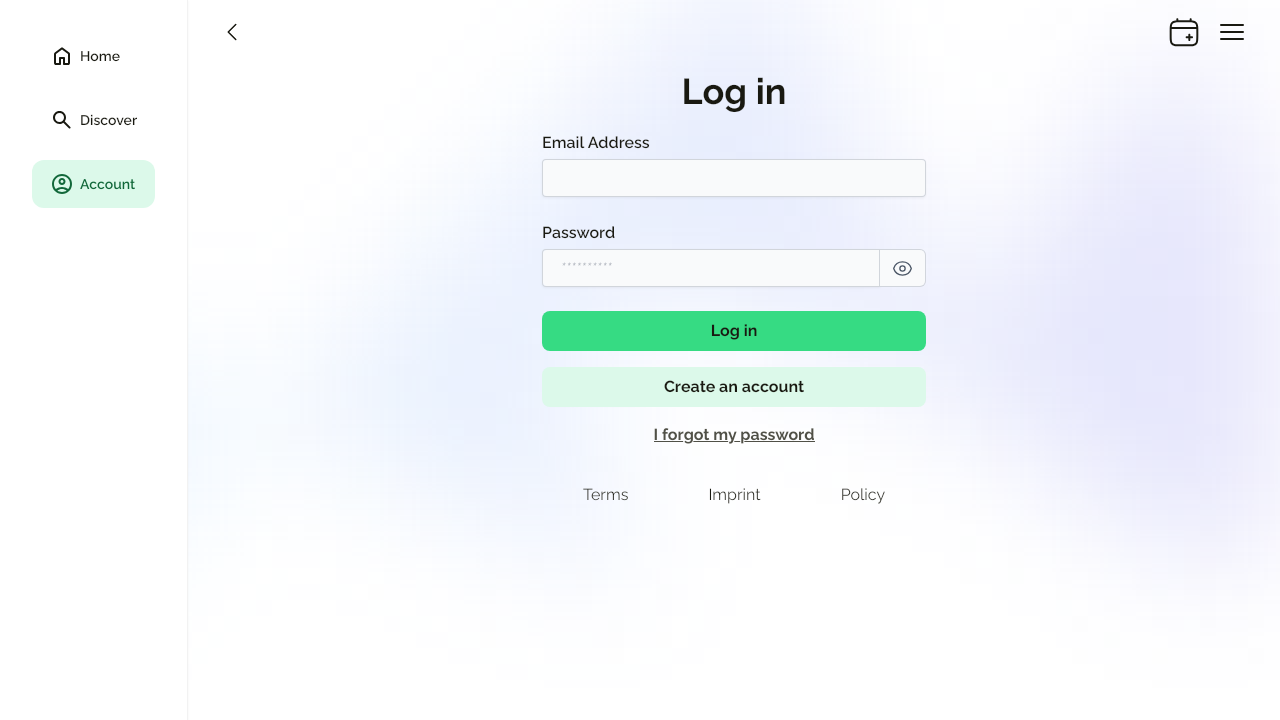 Home
Discover
Account
Log in
Email Address
Password
**********
Log in
Create an account
I forgot my password
Terms
Imprint
Policy